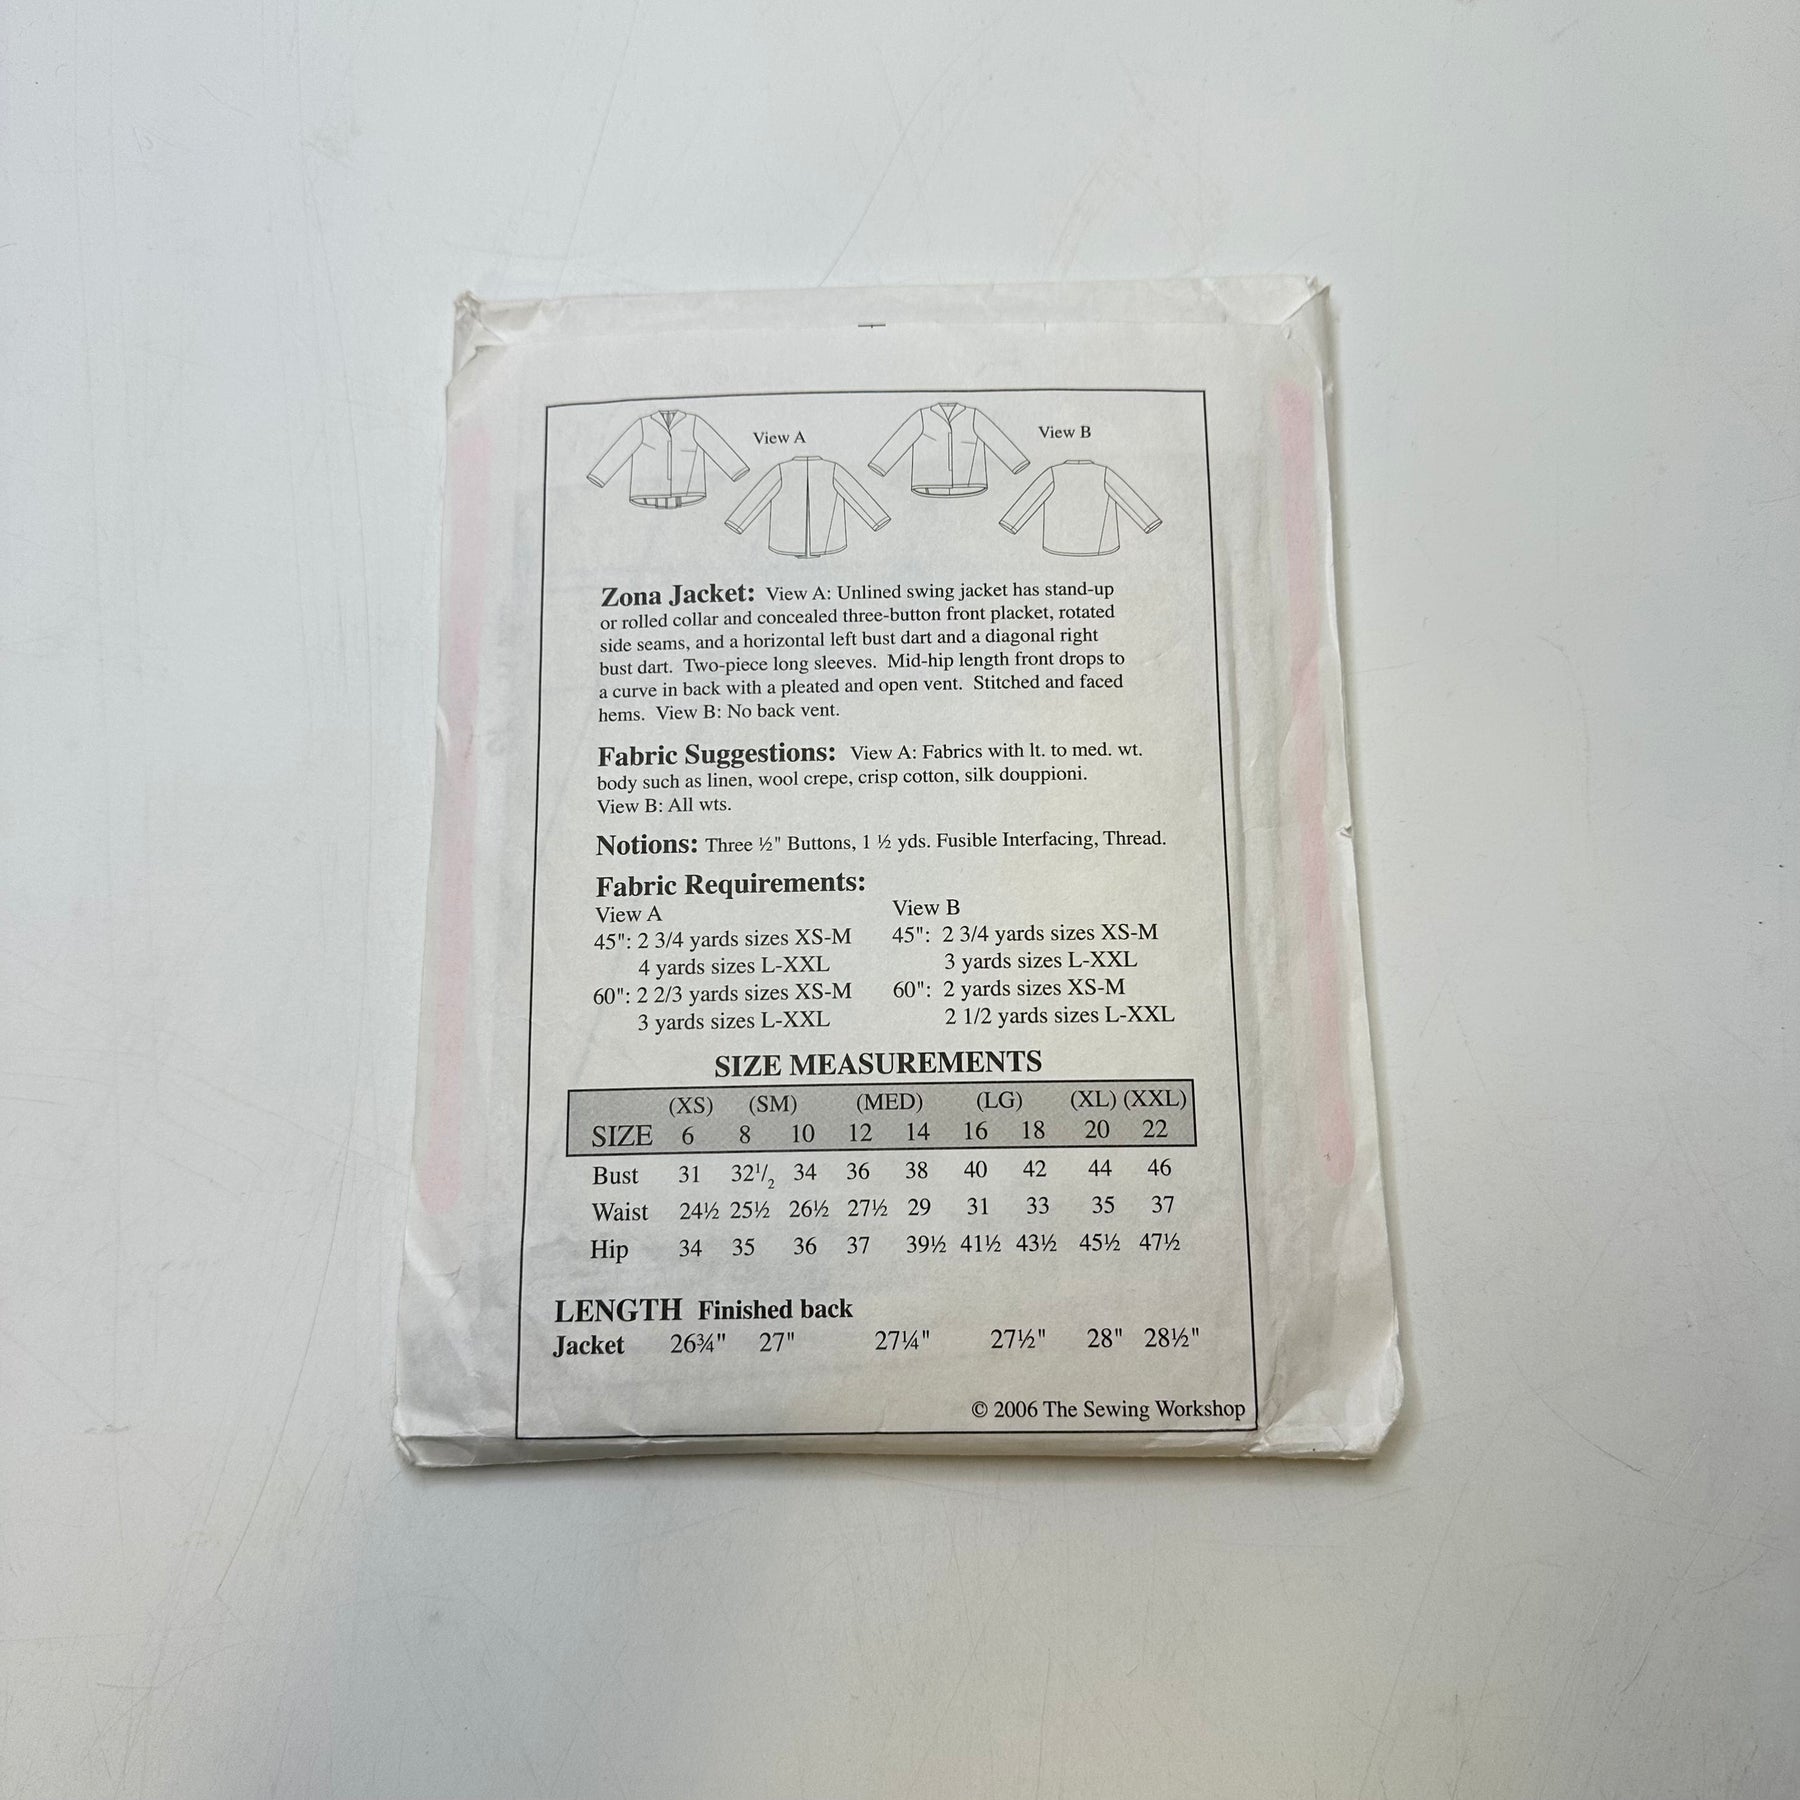 View A
View B
Zona Jacket: View A: Unlined swing jacket has stand-up
or rolled collar and concealed three-button front placket, rotated
side seams, and a horizontal left bust dart and a diagonal right
bust dart. Two-piece long sleeves. Mid-hip length front drops to
a curve in back with a pleated and open vent. Stitched and faced
hems. View B: No back vent.
Fabric Suggestions: View A: Fabrics with lt. to med. wt.
body such as linen, wool crepe, crisp cotton, silk douppioni.
View B: All wts.
Notions: Three ½" Buttons, 1 ½ yds. Fusible Interfacing, Thread.
Fabric Requirements:
View A
45": 2 3/4 yards sizes XS-M
4 yards sizes L-XXL
60": 2 2/3 yards sizes XS-M
3 yards sizes L-XXL
View B
45": 2 3/4 yards sizes XS-M
3 yards sizes L-XXL
60": 2 yards sizes XS-M
2 1/2 yards sizes L-XXL
SIZE MEASUREMENTS
(XS) (SM) (MED) (LG) (XL) (XXL)
SIZE 6 8 10 12 14 16 18 20 22
Bust 31 32½ 34 36 38 40 42 44 46
Waist 24½ 25½ 26½ 27½ 29 31 33 35 37
Hip 34 35 36 37 39½ 41½ 43½ 45½ 47½
LENGTH Finished back
Jacket 26¾" 27" 27¼" 27½" 28" 28½"
© 2006 The Sewing Workshop